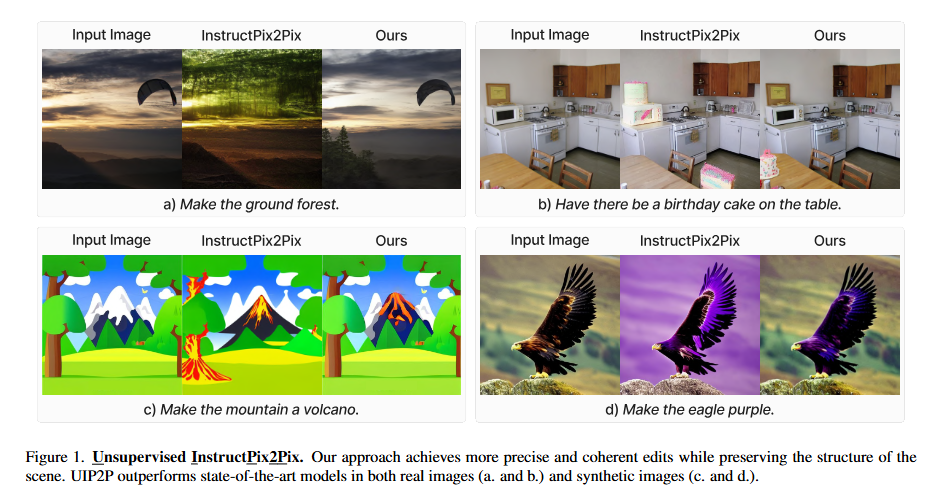 Input Image InstructPix2Pix Ours
a) Make the ground forest.
Input Image InstructPix2Pix Ours
b) Have there be a birthday cake on the table.
Input Image InstructPix2Pix Ours
c) Make the mountain a volcano.
Input Image InstructPix2Pix Ours
d) Make the eagle purple.
Figure 1. Unsupervised InstructPix2Pix. Our approach achieves more precise and coherent edits while preserving the structure of the
scene. UIP2P outperforms state-of-the-art models in both real images (a. and b.) and synthetic images (c. and d.).